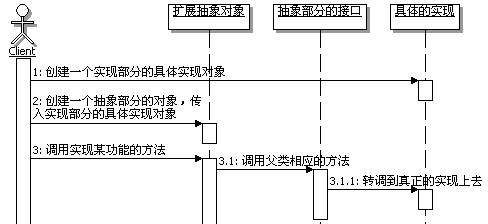 扩展抽象对象
抽象部分的接口
具体的实现
Client
1: 创建一个实现部分的具体实现对象
2: 创建一个抽象部分的对象，传
入实现部分的具体实现对象
3: 调用实现某功能的方法
3.1: 调用父类相应的方法
3.1.1: 转调到真正的实现上去